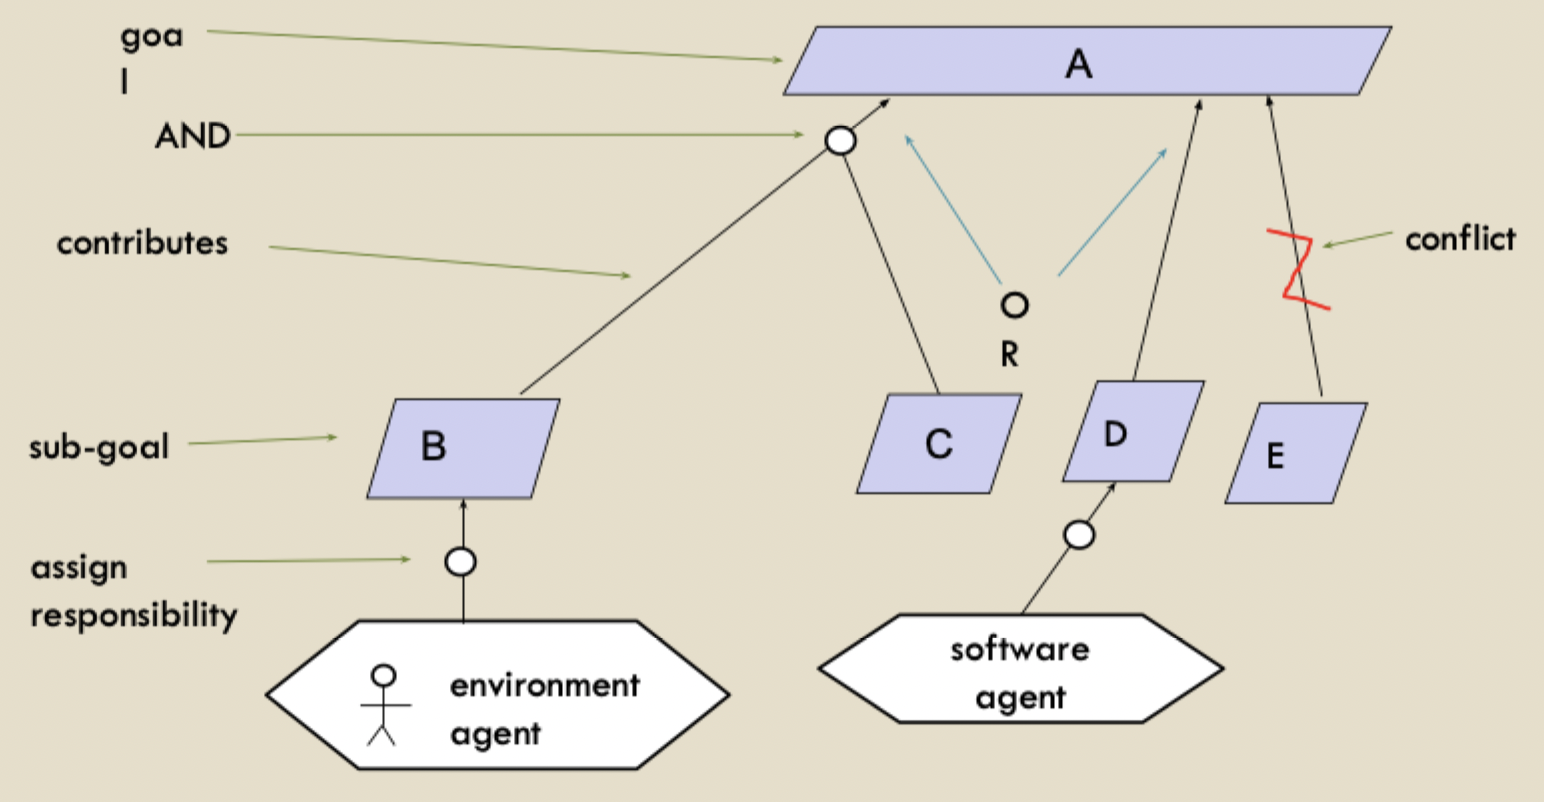 goa
l
A
AND
contributes
conflict
O
R
sub-goal
B
C
D
E
assign
responsibility
environment
agent
software
agent